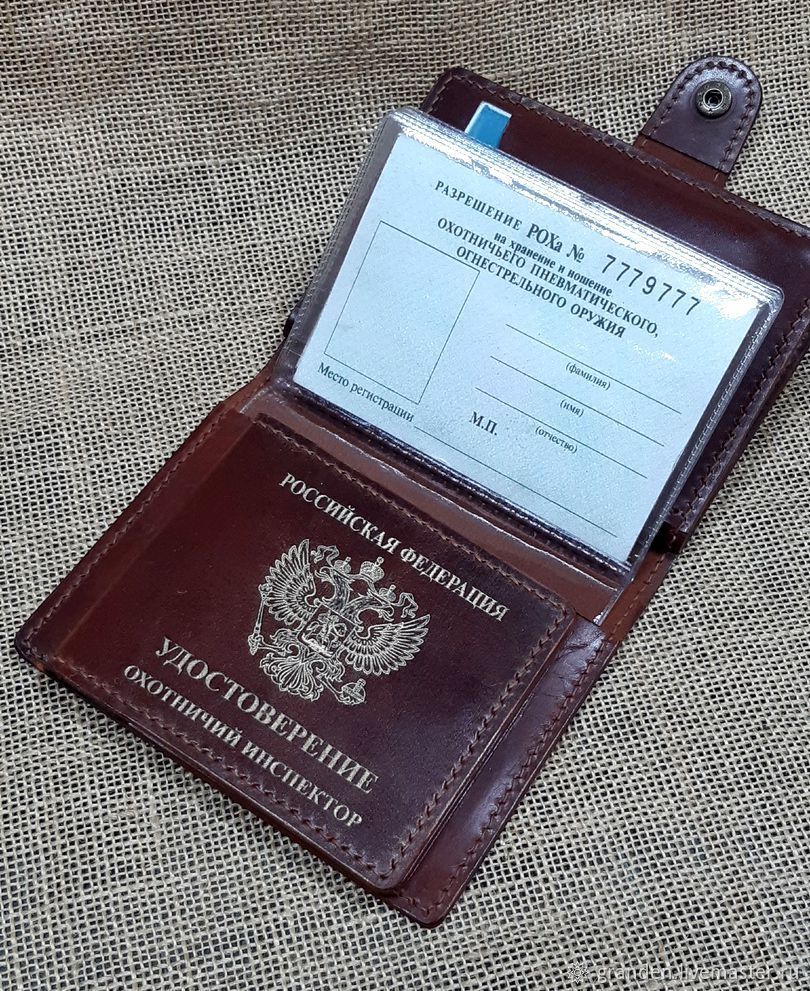 РАЗРЕШЕНИЕ РОХа № 7779777
на хранение и ношение
ОХОТНИЧЬЕГО ПНЕВМАТИЧЕСКОГО,
ОГНЕСТРЕЛЬНОГО ОРУЖИЯ
(фамилия)
(имя)
(отчество)
М.П.
Место регистрации
РОССИЙСКАЯ ФЕДЕРАЦИЯ
УДОСТОВЕРЕНИЕ
ОХОТНИЧИЙ ИНСПЕКТОР
granden.livemaster.ru